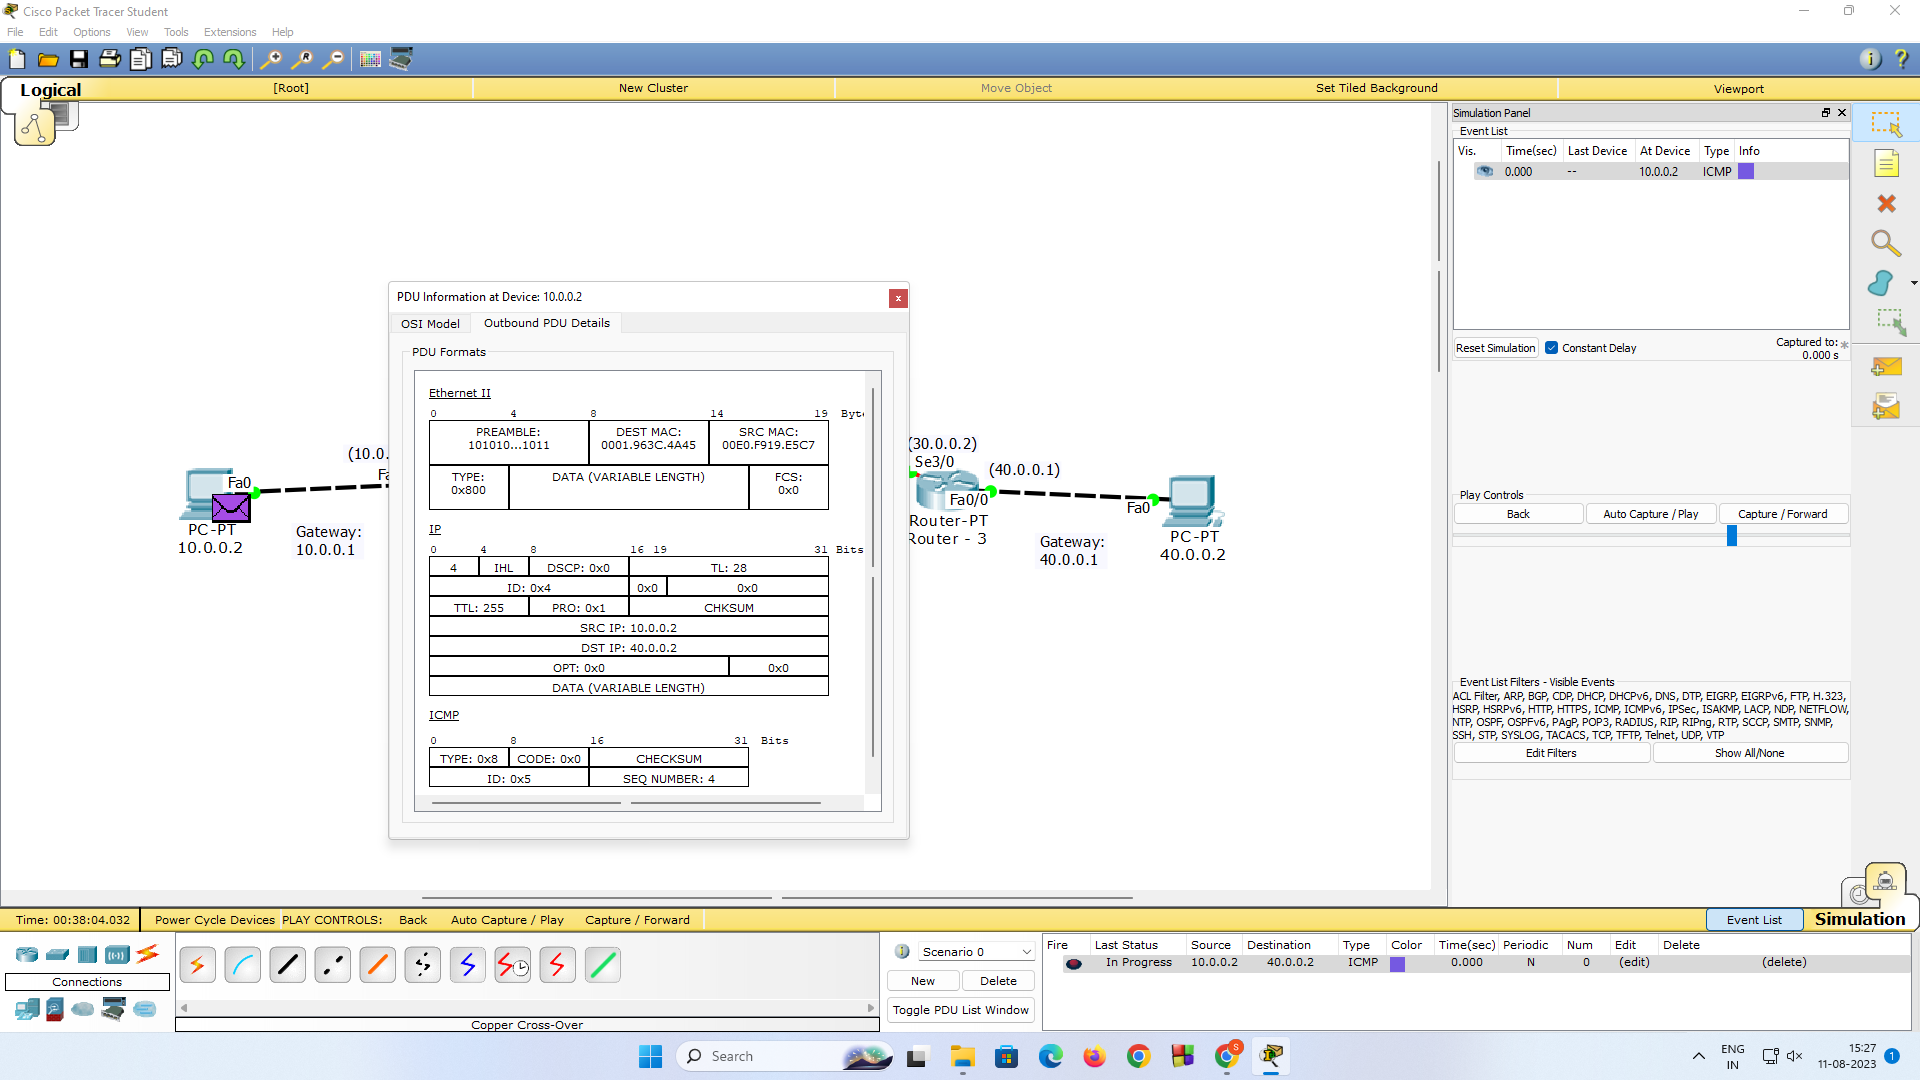 Cisco Packet Tracer Student
File Edit Options View Tools Extensions Help
Logical [Root] New Cluster Move Object Set Tiled Background Viewport
Simulation Panel
Event List
Vis. Time(sec) Last Device At Device Type Info
0.000 -- 10.0.0.2 ICMP
Reset Simulation Constant Delay Captured to: *
0.000 s
Play Controls
Back Auto Capture / Play Capture / Forward
Event List Filters - Visible Events
ACL Filter, ARP, BGP, CDP, DHCP, DHCPv6, DNS, DTP, EIGRP, EIGRPv6, FTP, H.323,
HSRP, HSRPv6, HTTP, HTTPS, ICMP, ICMPv6, IPSec, ISAKMP, LACP, NDP, NETFLOW,
NTP, OSPF, OSPFv6, PAgP, POP3, RADIUS, RIP, RIPng, RTP, SCCP, SMTP, SNMP,
SSH, STP, SYSLOG, TACACS, TCP, TFTP, Telnet, UDP, VTP
Edit Filters Show All/None
(10.0.
Fa
Fa0
PC-PT
10.0.0.2
Gateway:
10.0.0.1
PDU Information at Device: 10.0.0.2
OSI Model Outbound PDU Details
PDU Formats
Ethernet II
0 4 8 14 19 Byte
PREAMBLE: DEST MAC: SRC MAC:
101010...1011 0001.963C.4A45 00E0.F919.E5C7
TYPE: DATA (VARIABLE LENGTH) FCS:
0x800 0x0
IP
0 4 8 16 19 31 Bits
4 IHL DSCP: 0x0 TL: 28
ID: 0x4 0x0 0x0
TTL: 255 PRO: 0x1 CHKSUM
SRC IP: 10.0.0.2
DST IP: 40.0.0.2
OPT: 0x0 0x0
DATA (VARIABLE LENGTH)
ICMP
0 8 16 31 Bits
TYPE: 0x8 CODE: 0x0 CHECKSUM
ID: 0x5 SEQ NUMBER: 4
(30.0.0.2)
Se3/0
(40.0.0.1)
Fa0/0
Router-PT
Router - 3
Fa0
Gateway:
40.0.0.1
PC-PT
40.0.0.2
Time: 00:38:04.032 Power Cycle Devices PLAY CONTROLS: Back Auto Capture / Play Capture / Forward Event List Simulation
Connections
Copper Cross-Over
Scenario 0
New Delete
Toggle PDU List Window
Fire Last Status Source Destination Type Color Time(sec) Periodic Num Edit Delete
In Progress 10.0.0.2 40.0.0.2 ICMP 0.000 N 0 (edit) (delete)
Search
S
ENG
IN
15:27
11-08-2023
1